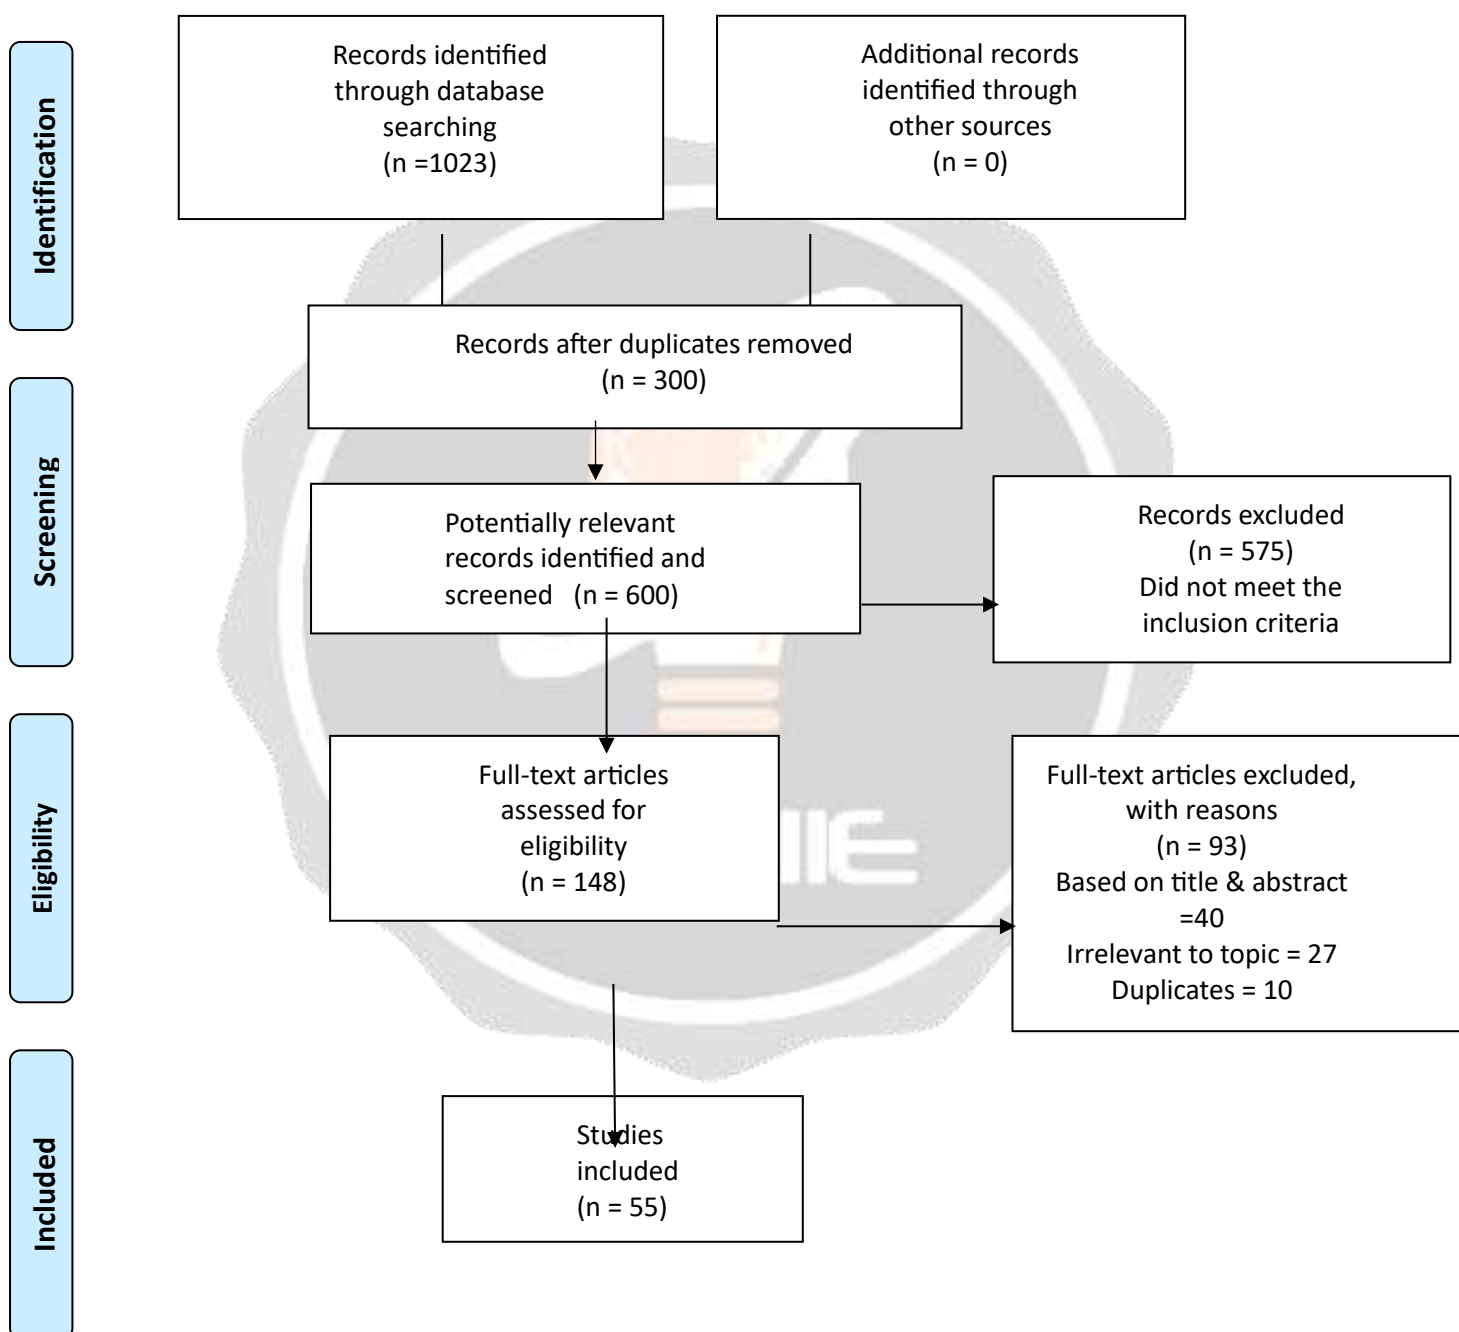 Identification
Records identified
through database
searching
(n =1023)
Additional records
identified through
other sources
(n = 0)
Records after duplicates removed
(n = 300)
Screening
Potentially relevant
records identified and
screened (n = 600)
Records excluded
(n = 575)
Did not meet the
inclusion criteria
Eligibility
Full-text articles
assessed for
eligibility
(n = 148)
Full-text articles excluded,
with reasons
(n = 93)
Based on title & abstract
=40
Irrelevant to topic = 27
Duplicates = 10
Included
Studies
included
(n = 55)